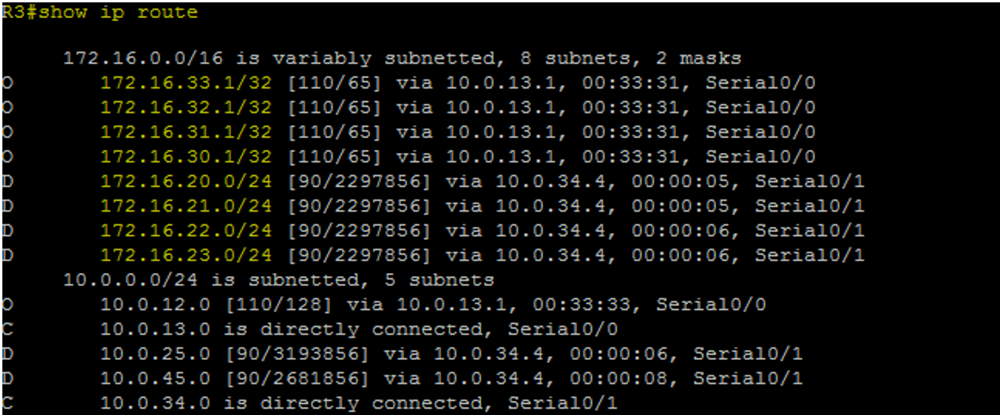 R3#show ip route
172.16.0.0/16 is variably subnetted, 8 subnets, 2 masks
O 172.16.33.1/32 [110/65] via 10.0.13.1, 00:33:31, Serial0/0
O 172.16.32.1/32 [110/65] via 10.0.13.1, 00:33:31, Serial0/0
O 172.16.31.1/32 [110/65] via 10.0.13.1, 00:33:31, Serial0/0
O 172.16.30.1/32 [110/65] via 10.0.13.1, 00:33:31, Serial0/0
D 172.16.20.0/24 [90/2297856] via 10.0.34.4, 00:00:05, Serial0/1
D 172.16.21.0/24 [90/2297856] via 10.0.34.4, 00:00:05, Serial0/1
D 172.16.22.0/24 [90/2297856] via 10.0.34.4, 00:00:06, Serial0/1
D 172.16.23.0/24 [90/2297856] via 10.0.34.4, 00:00:06, Serial0/1
10.0.0.0/24 is subnetted, 5 subnets
O 10.0.12.0 [110/128] via 10.0.13.1, 00:33:33, Serial0/0
C 10.0.13.0 is directly connected, Serial0/0
D 10.0.25.0 [90/3193856] via 10.0.34.4, 00:00:06, Serial0/1
D 10.0.45.0 [90/2681856] via 10.0.34.4, 00:00:08, Serial0/1
C 10.0.34.0 is directly connected, Serial0/1